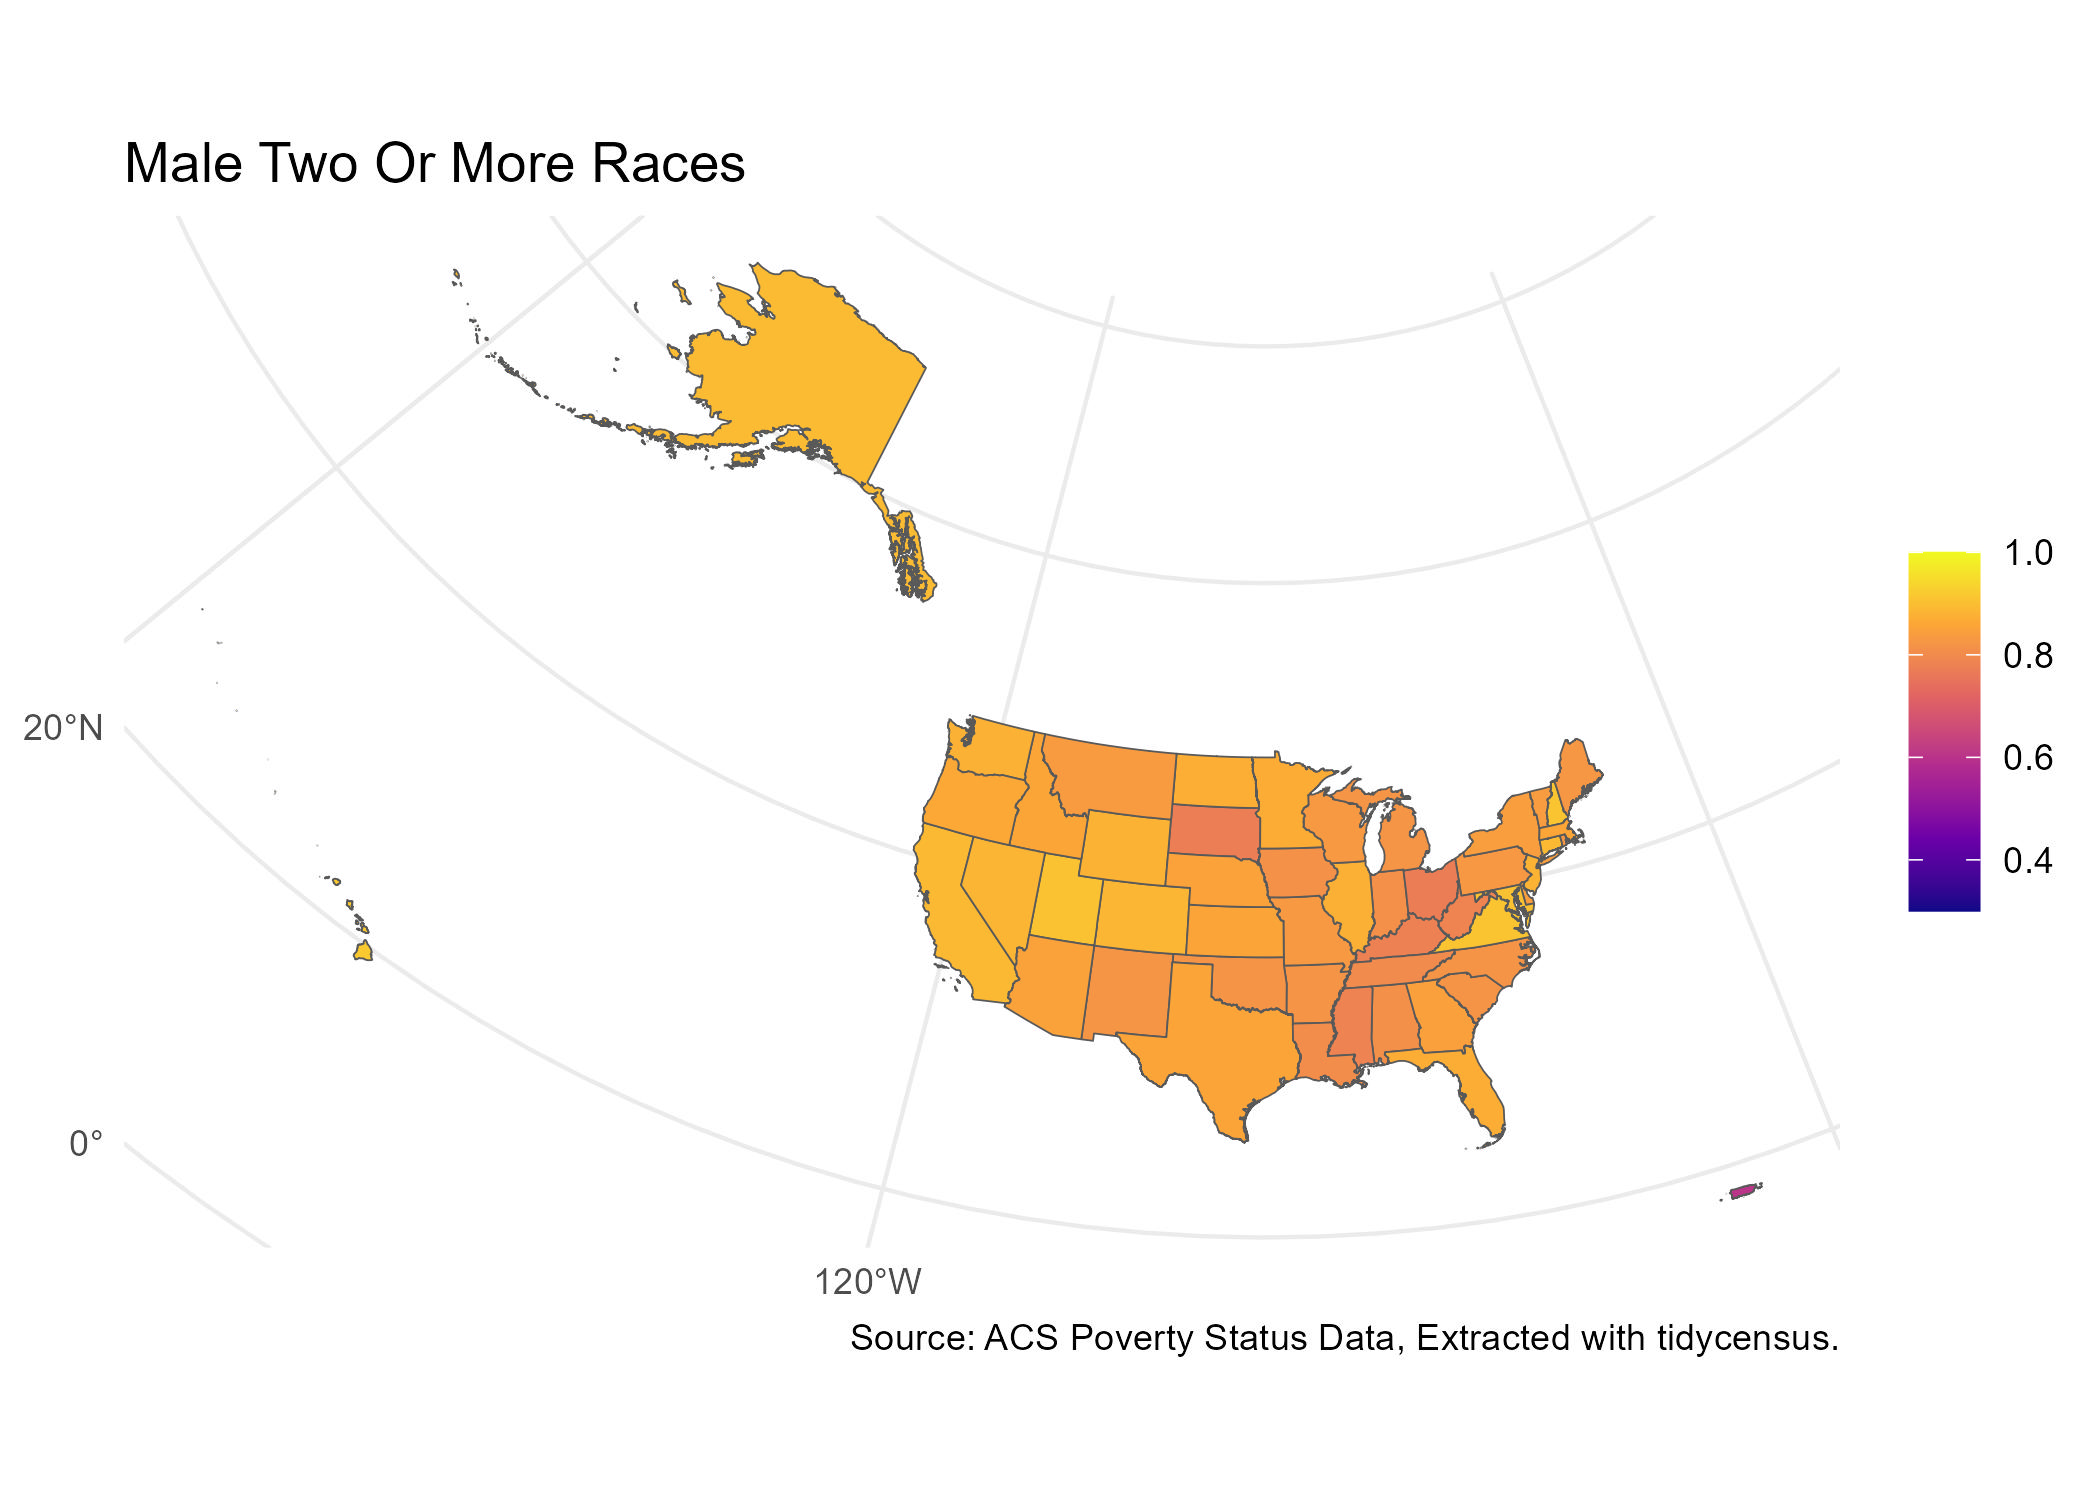 Male Two Or More Races
1.0
0.8
0.6
0.4
20°N
0°
120°W
Source: ACS Poverty Status Data, Extracted with tidycensus.